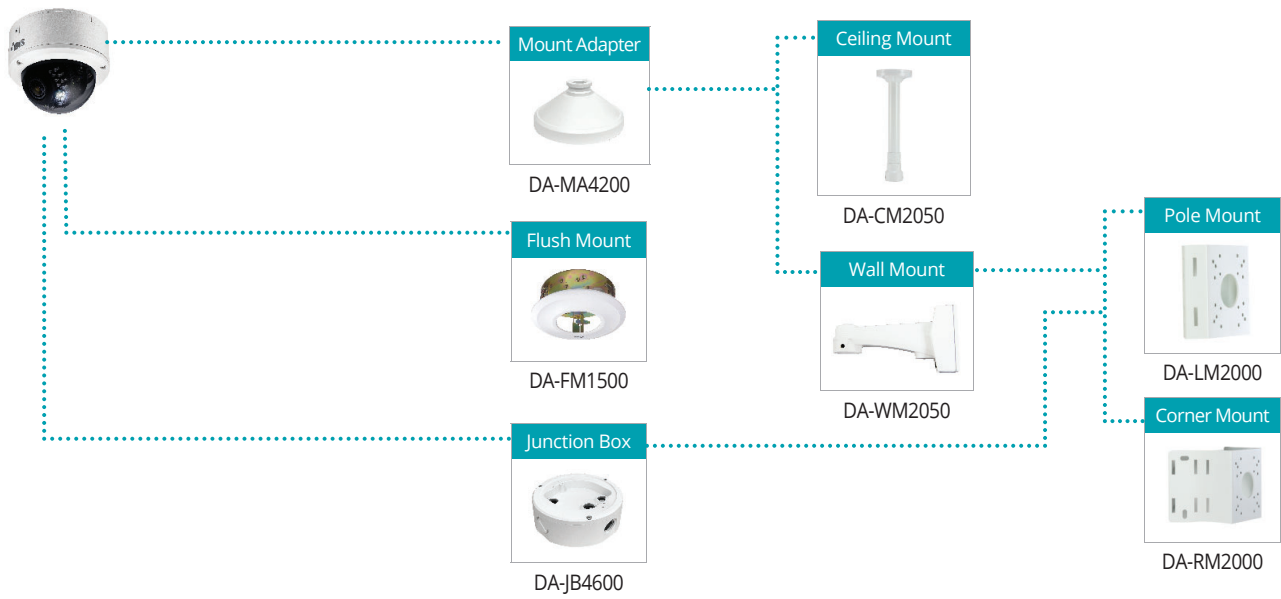 Mount Adapter
DA-MA4200
Ceiling Mount
DA-CM2050
Flush Mount
DA-FM1500
Wall Mount
DA-WM2050
Pole Mount
DA-LM2000
Junction Box
DA-JB4600
Corner Mount
DA-RM2000